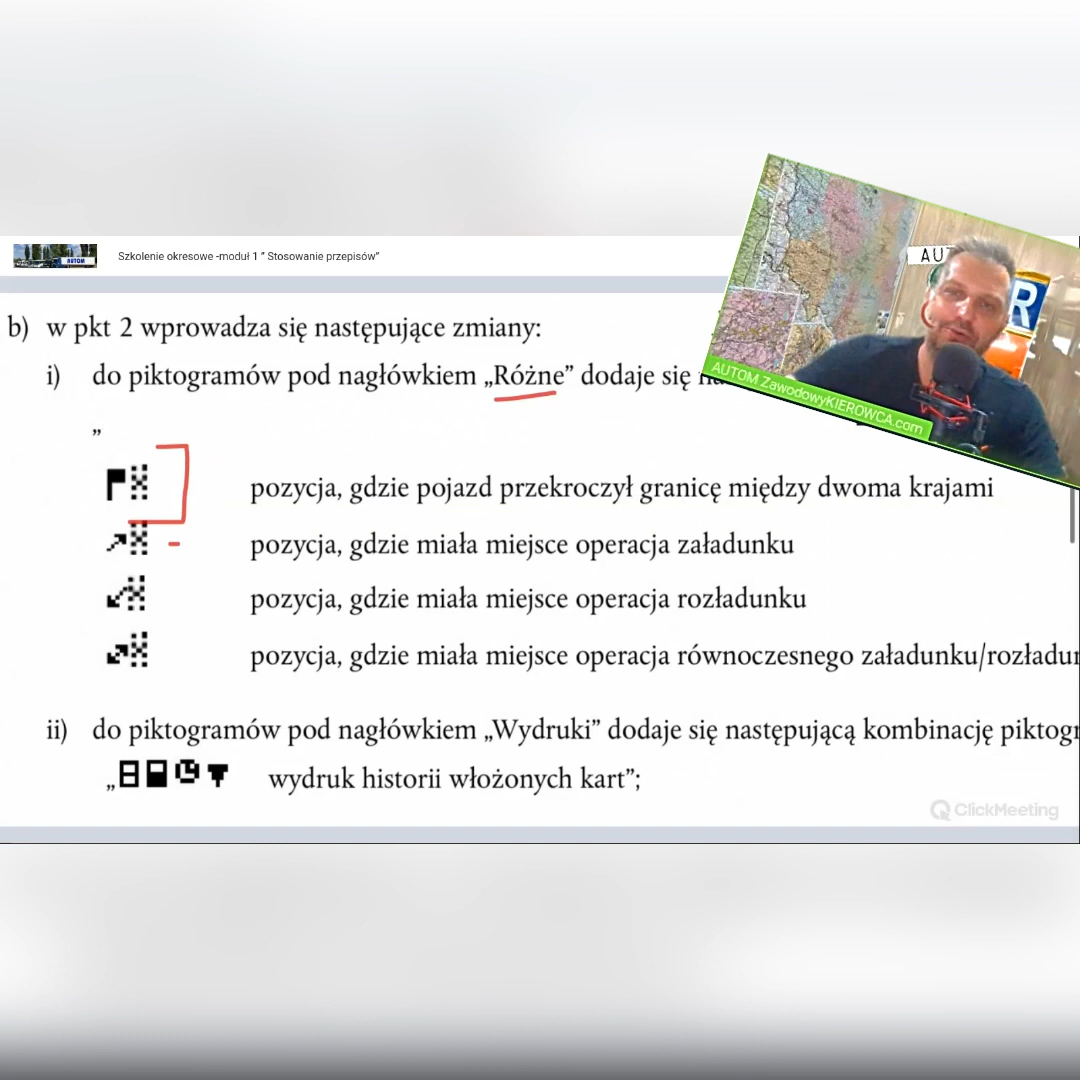 AUTOM
Szkolenie okresowe -moduł 1 " Stosowanie przepisów"
AU
R
AUTOM ZawodowyKIEROWCA.com
b) w pkt 2 wprowadza się następujące zmiany:
i) do piktogramów pod nagłówkiem „Różne” dodaje się
„
pozycja, gdzie pojazd przekroczył granicę między dwoma krajami
pozycja, gdzie miała miejsce operacja załadunku
pozycja, gdzie miała miejsce operacja rozładunku
pozycja, gdzie miała miejsce operacja równoczesnego załadunku/rozładun
ii) do piktogramów pod nagłówkiem „Wydruki” dodaje się następującą kombinację piktogr
„ wydruk historii włożonych kart”;
ClickMeeting